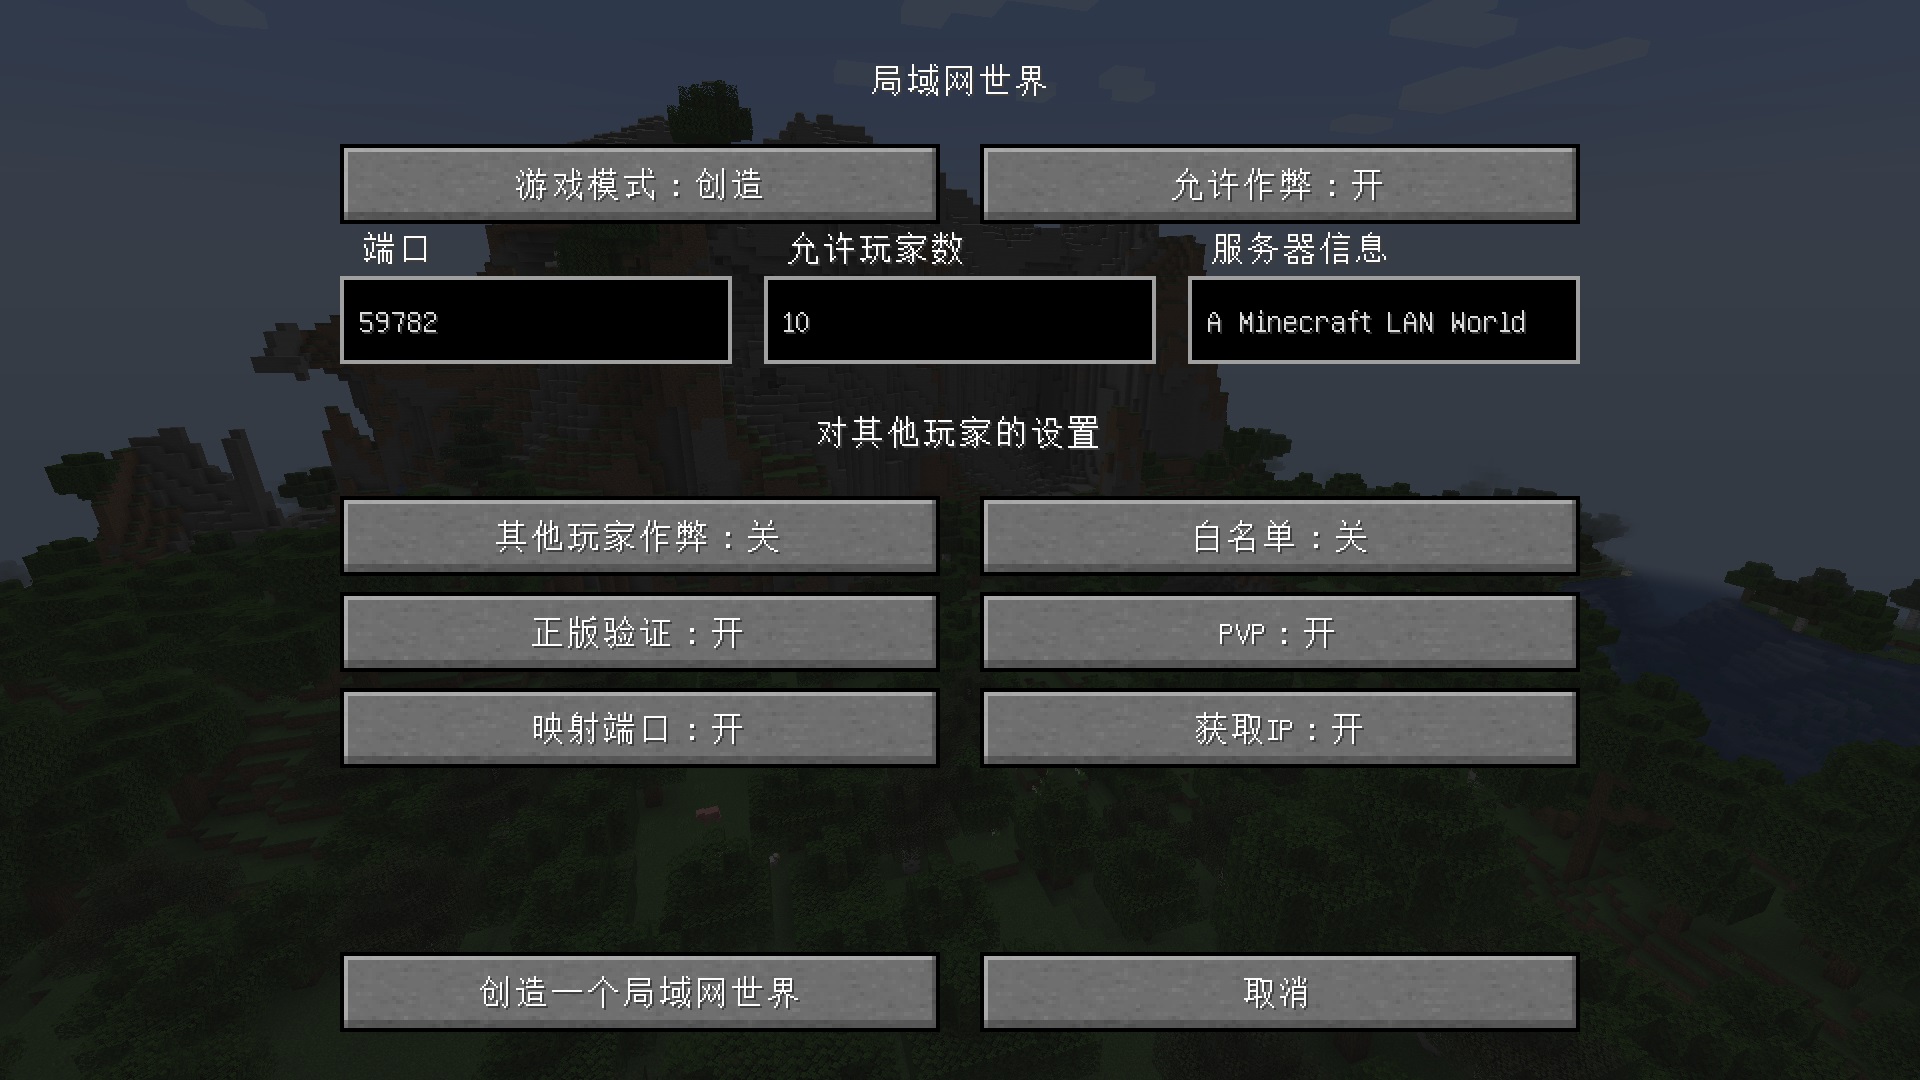 局域网世界
游戏模式：创造
允许作弊：开
端口
允许玩家数
服务器信息
59782
10
A Minecraft LAN World
对其他玩家的设置
其他玩家作弊：关
白名单：关
正版验证：开
PVP：开
映射端口：开
获取IP：开
创造一个局域网世界
取消